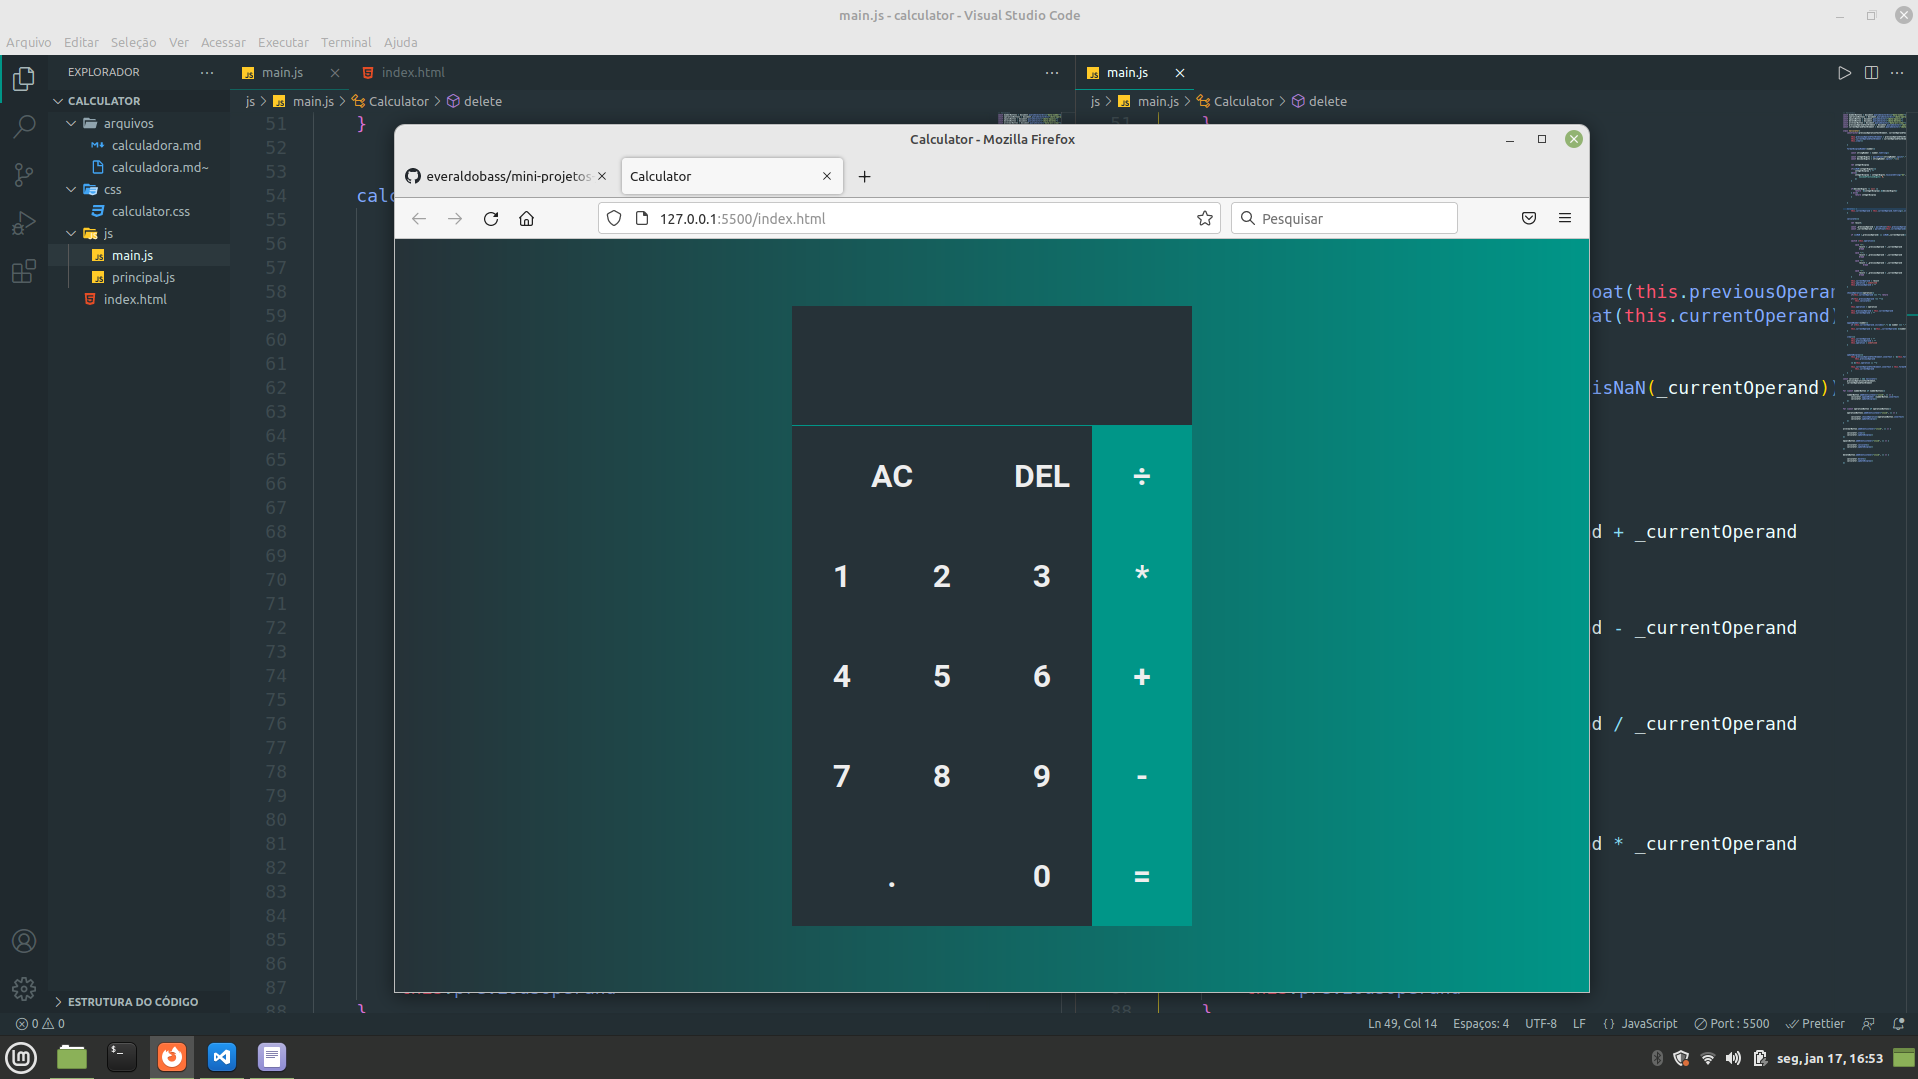 main.js - calculator - Visual Studio Code
Arquivo Editar Seleção Ver Acessar Executar Terminal Ajuda
EXPLORADOR
CALCULATOR
arquivos
calculadora.md
calculadora.md~
css
calculator.css
js
main.js
principal.js
index.html
ESTRUTURA DO CÓDIGO
main.js index.html
js > main.js > Calculator > delete
51 }
52
53
54 calc
55
56
57
58
59
60
61
62
63
64
65
66
67
68
69
70
71
72
73
74
75
76
77
78
79
80
81
82
83
84
85
86
87
88 }
main.js
js > main.js > Calculator > delete
51 }
oat(this.previousOperan
at(this.currentOperand)
isNaN(_currentOperand)
d + _currentOperand
d - _currentOperand
d / _currentOperand
d * _currentOperand
88 }
Calculator - Mozilla Firefox
everaldobass/mini-projetos-
Calculator
127.0.0.1:5500/index.html
Pesquisar
AC DEL ÷
1 2 3 *
4 5 6 +
7 8 9 -
. 0 =
0 0
Ln 49, Col 14 Espaços: 4 UTF-8 LF {} JavaScript Port : 5500 Prettier
seg, jan 17, 16:53